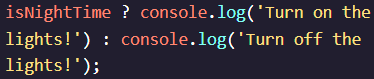 isNightTime ? console.log('Turn on the
lights!') : console.log('Turn off the
lights!');